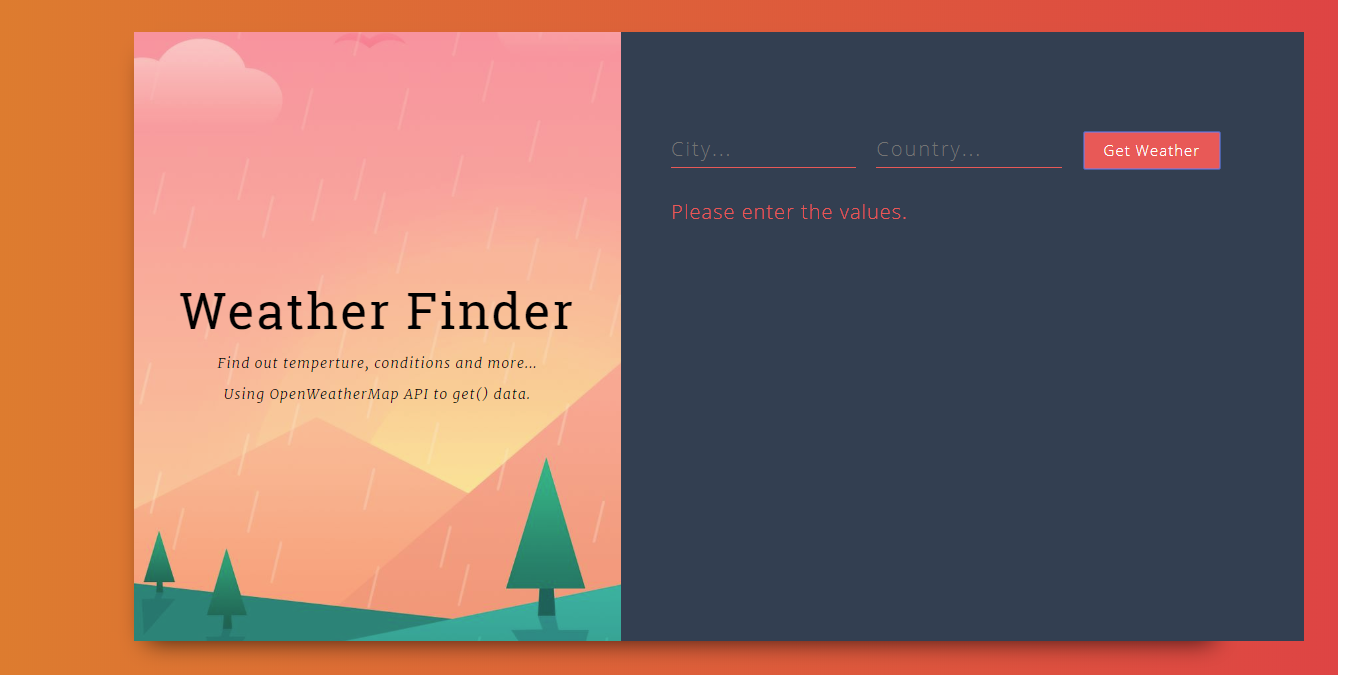 City...
Country...
Get Weather
Please enter the values.
Weather Finder
Find out temperture, conditions and more...
Using OpenWeatherMap API to get() data.